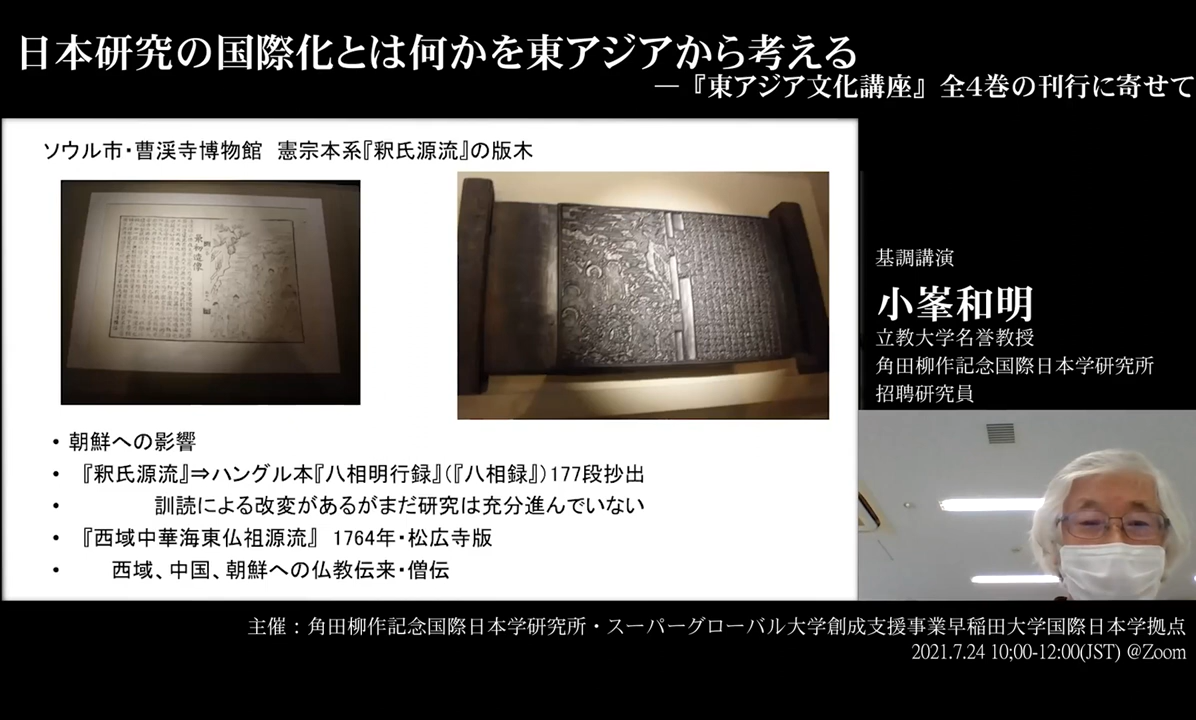 日本研究の国際化とは何かを東アジアから考える
―『東アジア文化講座』全4巻の刊行に寄せて
ソウル市・曹渓寺博物館　憲宗本系『釈氏源流』の版木
・朝鮮への影響
・『釈氏源流』⇒ハングル本『八相明行録』(『八相録』)177段抄出
・訓読による改変があるがまだ研究は充分進んでいない
・『西域中華海東仏祖源流』 1764年・松広寺版
・西域、中国、朝鮮への仏教伝来・僧伝
基調講演
小峯和明
立教大学名誉教授
角田柳作記念国際日本学研究所
招聘研究員
主催：角田柳作記念国際日本学研究所・スーパーグローバル大学創成支援事業早稲田大学国際日本学拠点
2021.7.24 10;00-12:00(JST) @Zoom